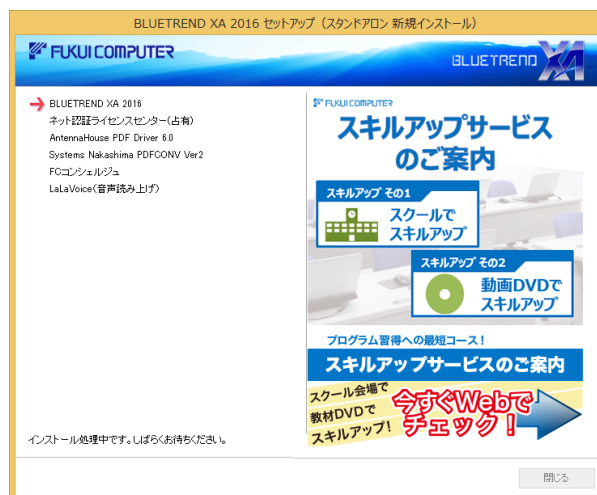 BLUETREND XA 2016 セットアップ（スタンドアロン 新規インストール）
FUKUI COMPUTER
BLUETREND XA
BLUETREND XA 2016
ネット認証ライセンスセンター(占有)
AntennaHouse PDF Driver 6.0
Systems Nakashima PDFCONV Ver2
FCコンシェルジュ
LaLaVoice(音声読み上げ)
インストール処理中です。しばらくお待ちください。
FUKUI COMPUTER
スキルアップサービス
のご案内
スキルアップ その1
スクールで
スキルアップ
スキルアップ その2
動画DVDで
スキルアップ
プログラム習得への最短コース！
スキルアップサービスのご案内
スクール会場で
教材DVDで
スキルアップ!
今すぐWebで
チェック！
閉じる